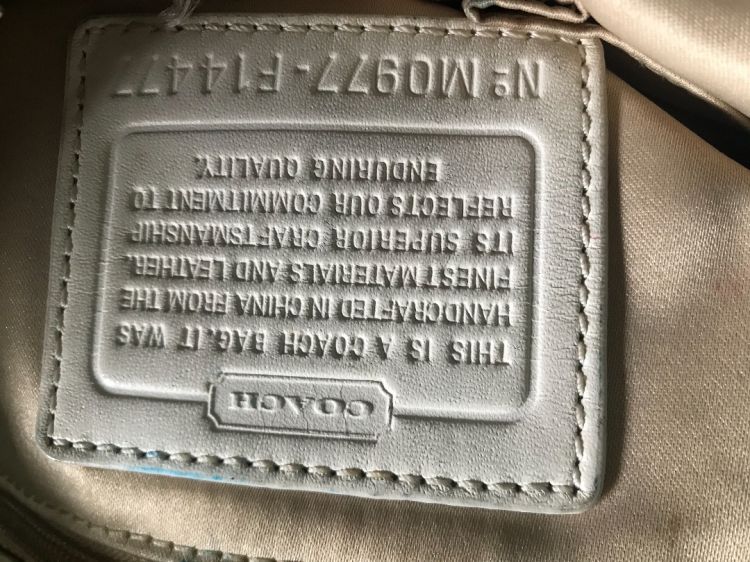 COACH
THIS IS A COACH BAG. IT WAS
HANDCRAFTED IN CHINA FROM THE
FINEST MATERIALS AND LEATHER.
ITS SUPERIOR CRAFTSMANSHIP
REFLECTS OUR COMMITMENT TO
ENDURING QUALITY.
Nº M0977-F14477